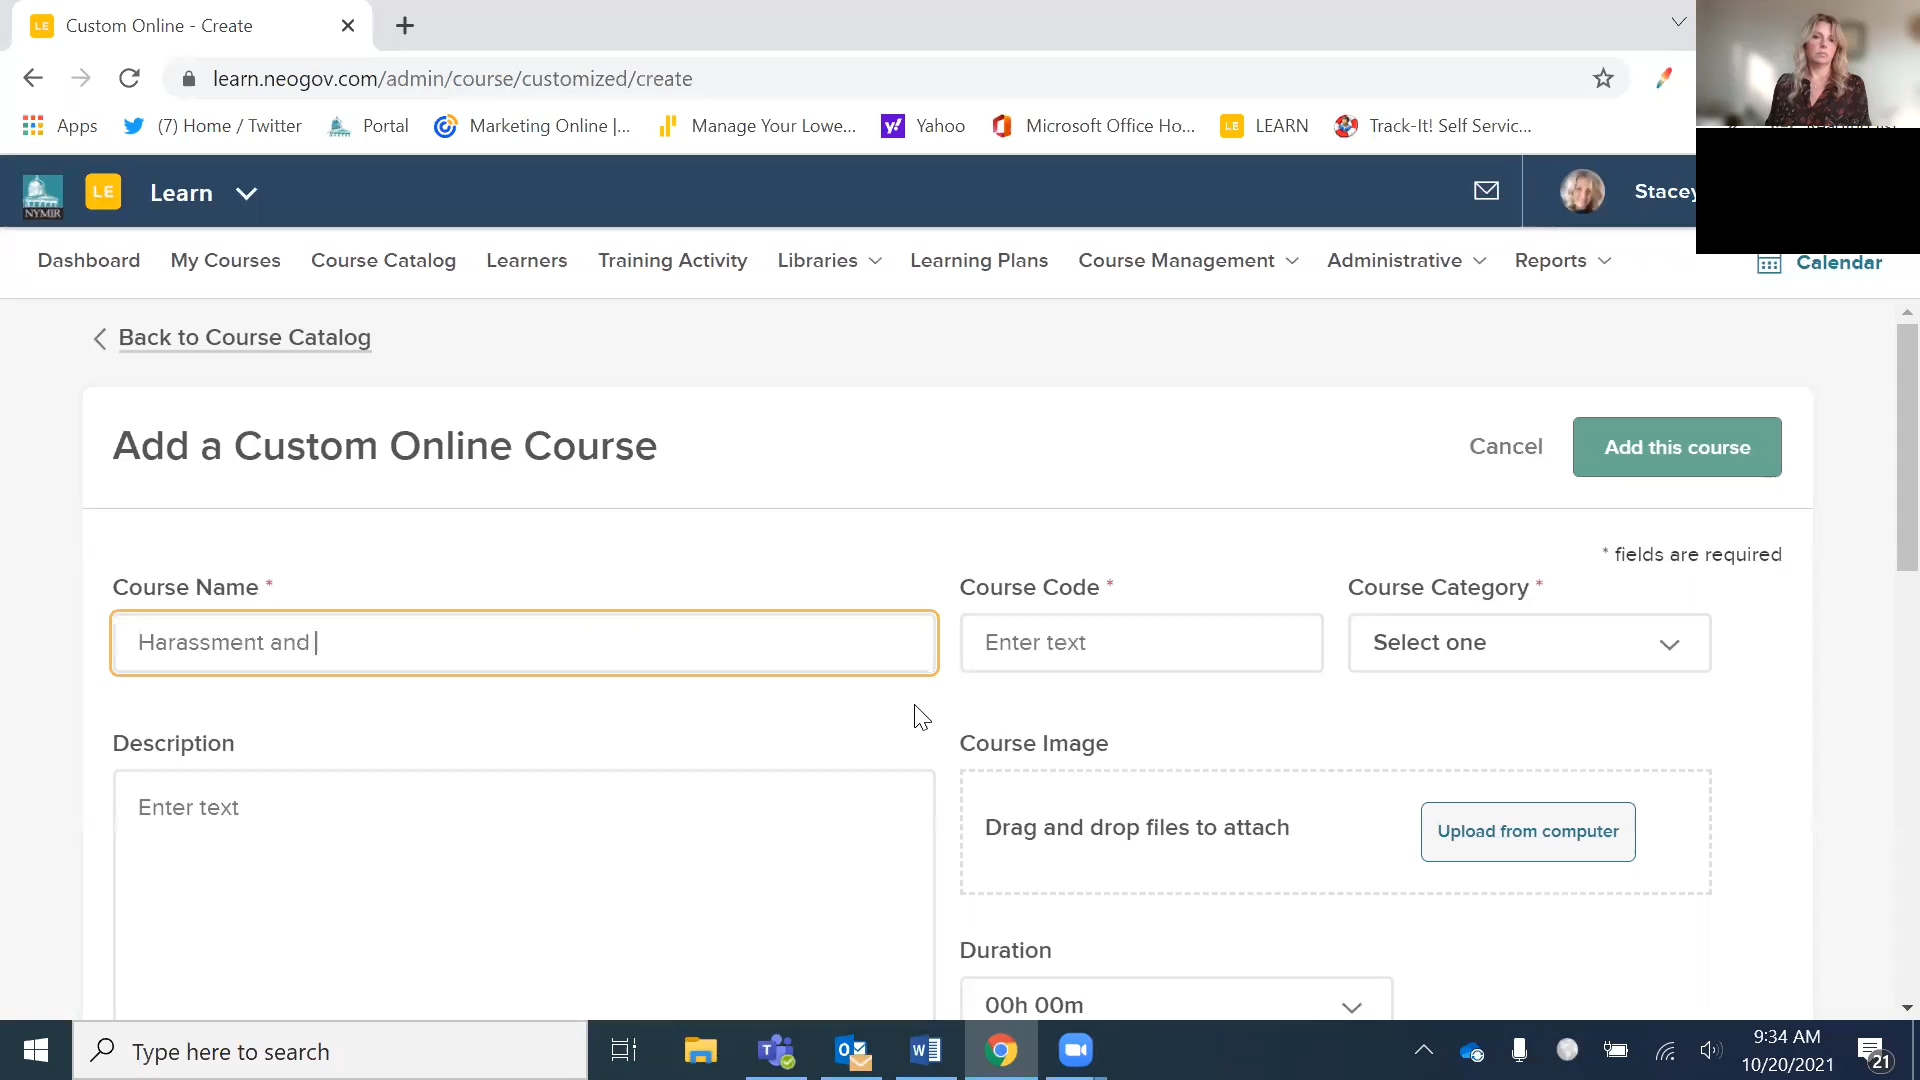 LE Custom Online - Create
learn.neogov.com/admin/course/customized/create
Apps (7) Home / Twitter Portal Marketing Online |... Manage Your Lowe... Yahoo Microsoft Office Ho... LE LEARN Track-It! Self Servic...
NYMIR LE Learn Stacey
Dashboard My Courses Course Catalog Learners Training Activity Libraries Learning Plans Course Management Administrative Reports Calendar
Back to Course Catalog
Add a Custom Online Course Cancel Add this course
* fields are required
Course Name * Course Code * Course Category *
Harassment and Enter text Select one
Description Course Image
Enter text Drag and drop files to attach Upload from computer
Duration
00h 00m
Type here to search
9:34 AM
10/20/2021
21